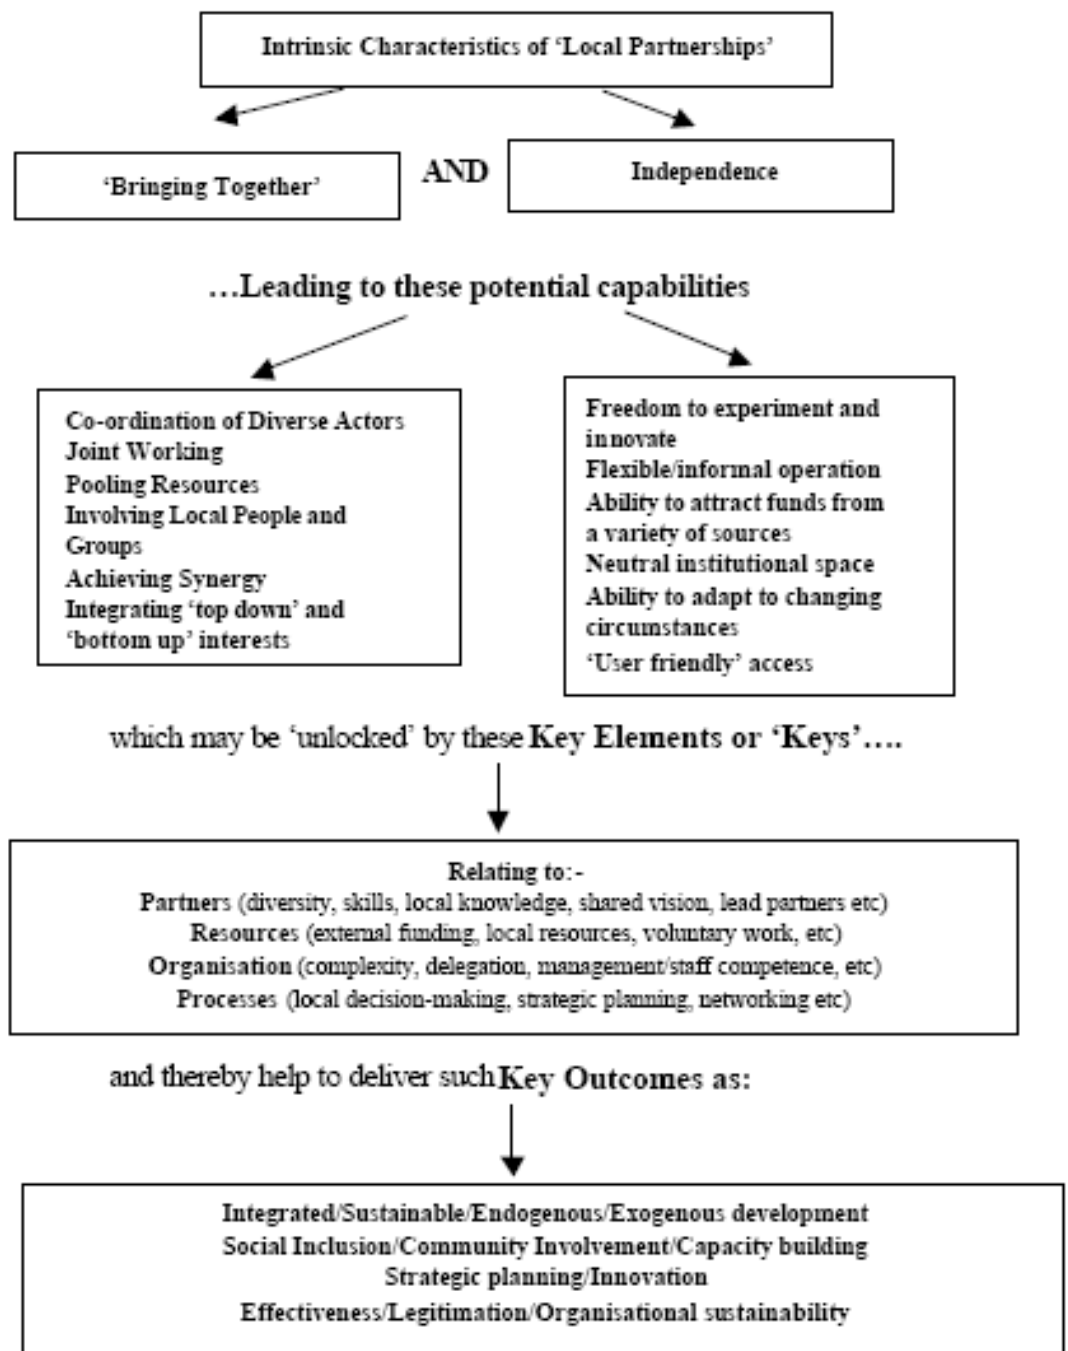 Intrinsic Characteristics of ‘Local Partnerships’
‘Bringing Together’
AND
Independence
…Leading to these potential capabilities
Co-ordination of Diverse Actors
Joint Working
Pooling Resources
Involving Local People and
Groups
Achieving Synergy
Integrating ‘top down’ and
‘bottom up’ interests
Freedom to experiment and
innovate
Flexible/informal operation
Ability to attract funds from
a variety of sources
Neutral institutional space
Ability to adapt to changing
circumstances
‘User friendly’ access
which may be ‘unlocked’ by these Key Elements or ‘Keys’….
Relating to:-
Partners (diversity, skills, local knowledge, shared vision, lead partners etc)
Resources (external funding, local resources, voluntary work, etc)
Organisation (complexity, delegation, management/staff competence, etc)
Processes (local decision-making, strategic planning, networking etc)
and thereby help to deliver such Key Outcomes as:
Integrated/Sustainable/Endogenous/Exogenous development
Social Inclusion/Community Involvement/Capacity building
Strategic planning/Innovation
Effectiveness/Legitimation/Organisational sustainability